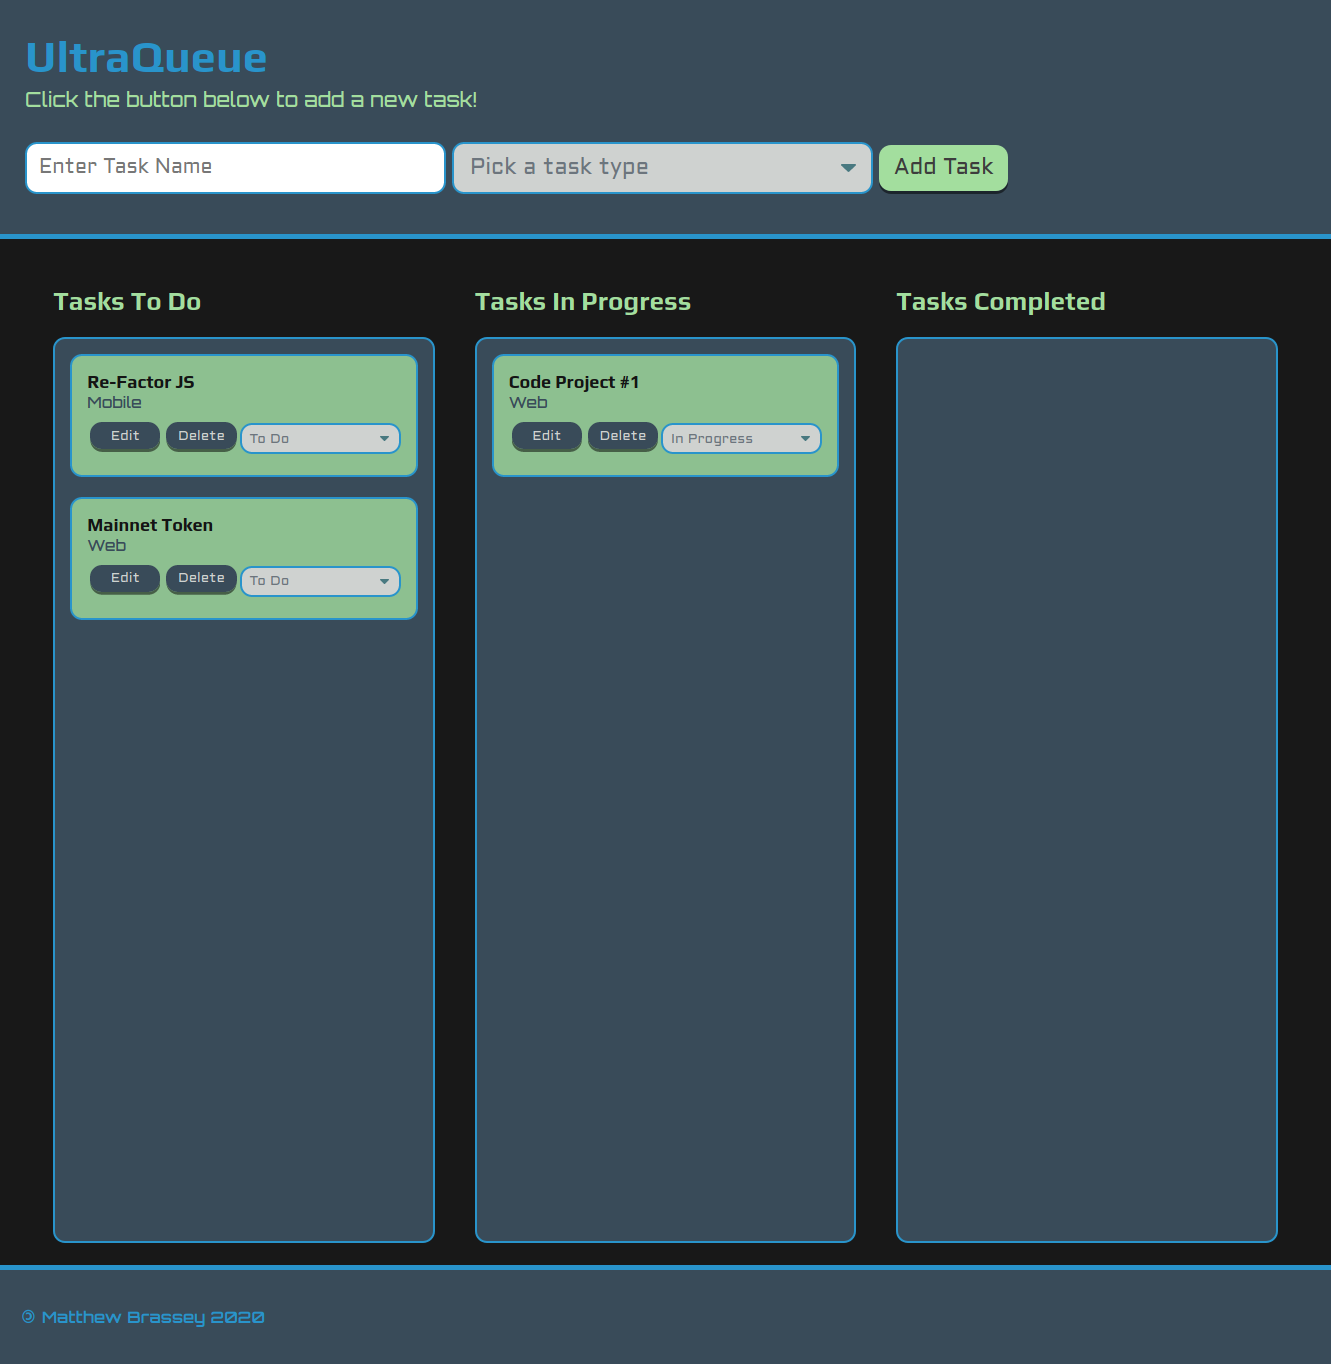 UltraQueue
Click the button below to add a new task!
Enter Task Name
Pick a task type
Add Task
Tasks To Do
Re-Factor JS
Mobile
Edit Delete To Do
Mainnet Token
Web
Edit Delete To Do
Tasks In Progress
Code Project #1
Web
Edit Delete In Progress
Tasks Completed
© Matthew Brassey 2020